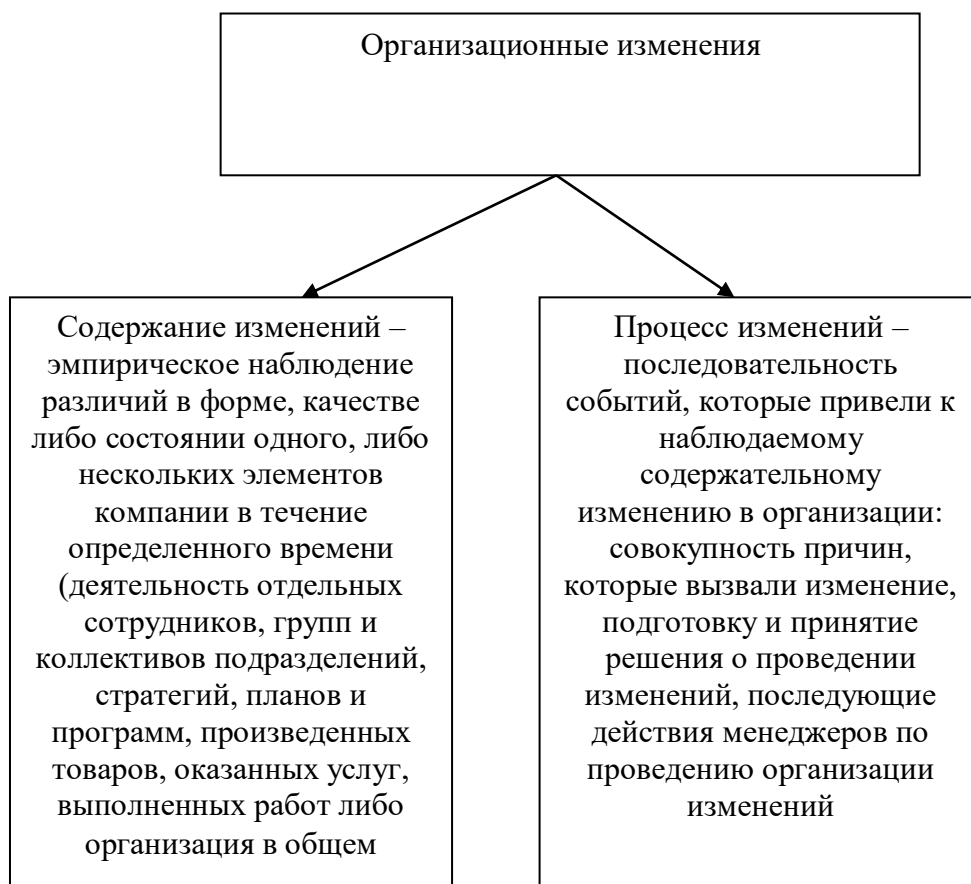 Организационные изменения
Содержание изменений –
эмпирическое наблюдение
различий в форме, качестве
либо состоянии одного, либо
нескольких элементов
компании в течение
определенного времени
(деятельность отдельных
сотрудников, групп и
коллективов подразделений,
стратегий, планов и
программ, произведенных
товаров, оказанных услуг,
выполненных работ либо
организация в общем
Процесс изменений –
последовательность
событий, которые привели к
наблюдаемому
содержательному
изменению в организации:
совокупность причин,
которые вызвали изменение,
подготовку и принятие
решения о проведении
изменений, последующие
действия менеджеров по
проведению организации
изменений